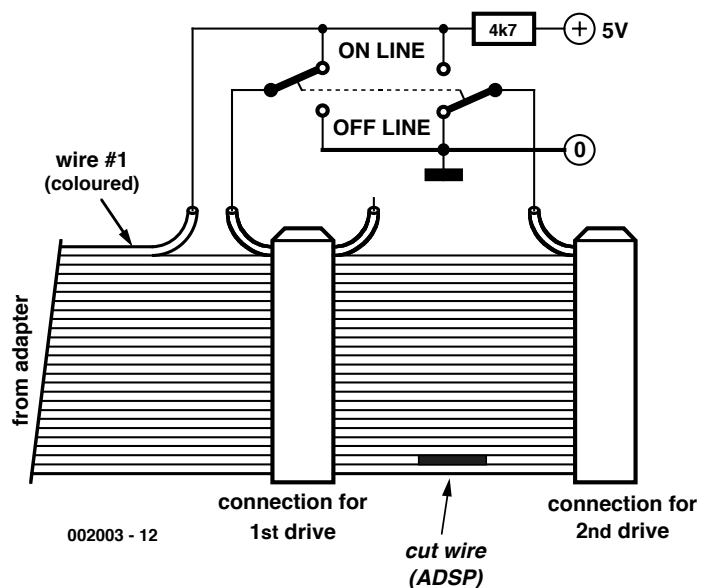 4k7
+
5V
ON LINE
OFF LINE
0
wire #1
(coloured)
from adapter
connection for
1st drive
connection for
2nd drive
cut wire
(ADSP)
002003 - 12